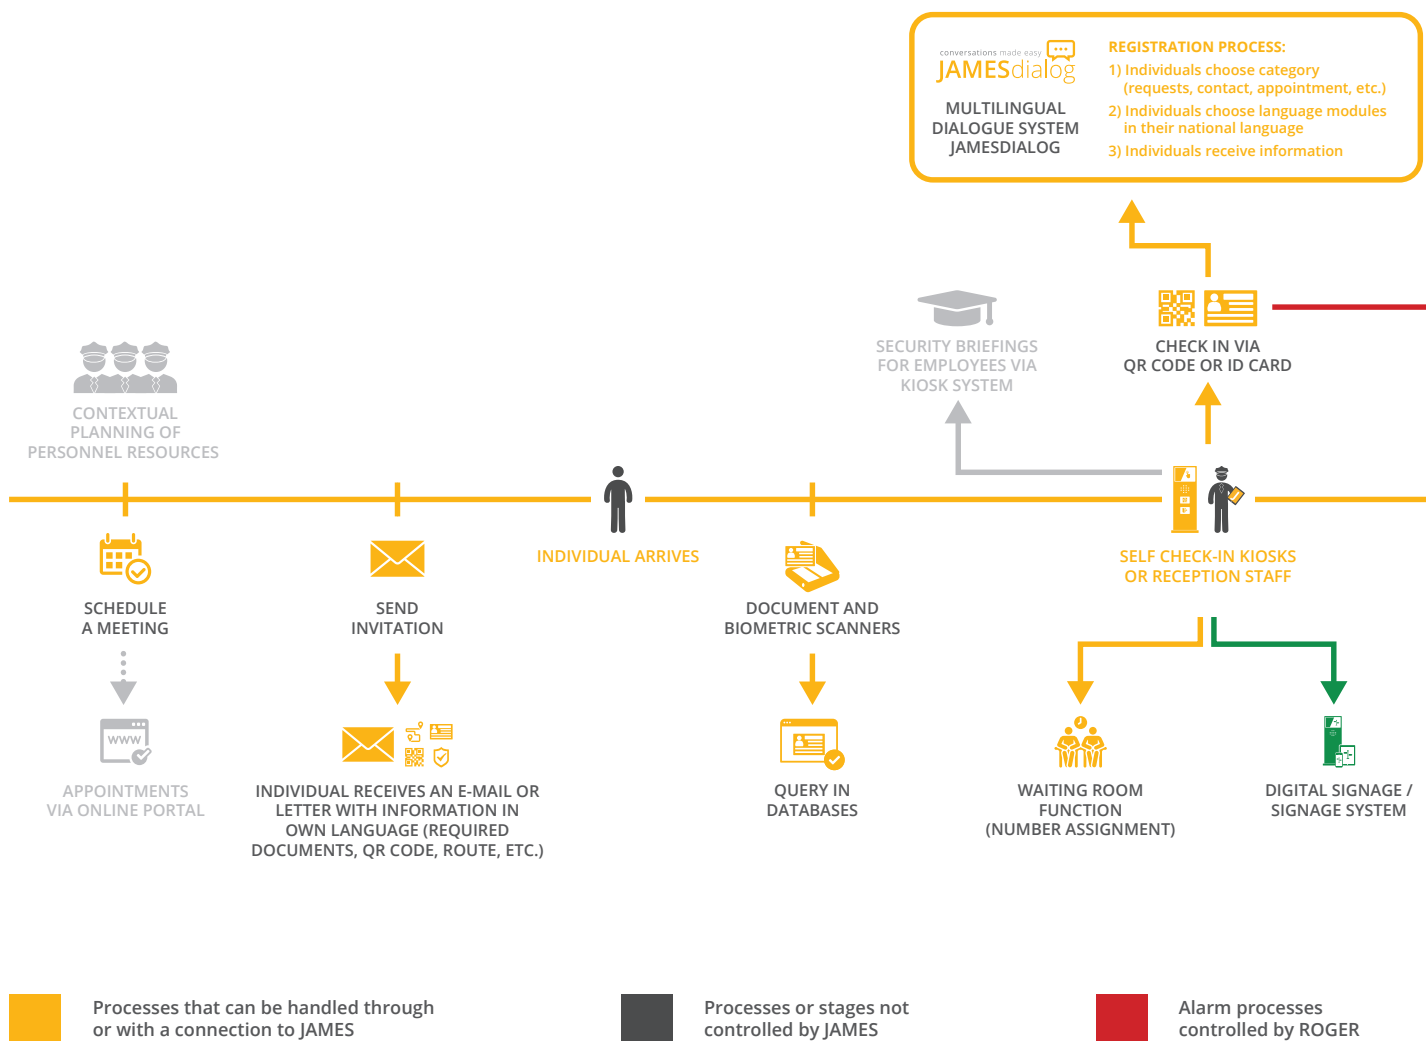 conversations made easy
JAMESdialog
MULTILINGUAL
DIALOGUE SYSTEM
JAMESDIALOG
REGISTRATION PROCESS:
1) Individuals choose category
(requests, contact, appointment, etc.)
2) Individuals choose language modules
in their national language
3) Individuals receive information
SECURITY BRIEFINGS
FOR EMPLOYEES VIA
KIOSK SYSTEM
CHECK IN VIA
QR CODE OR ID CARD
CONTEXTUAL
PLANNING OF
PERSONNEL RESOURCES
INDIVIDUAL ARRIVES
SELF CHECK-IN KIOSKS
OR RECEPTION STAFF
SCHEDULE
A MEETING
SEND
INVITATION
DOCUMENT AND
BIOMETRIC SCANNERS
WWW
APPOINTMENTS
VIA ONLINE PORTAL
INDIVIDUAL RECEIVES AN E-MAIL OR
LETTER WITH INFORMATION IN
OWN LANGUAGE (REQUIRED
DOCUMENTS, QR CODE, ROUTE, ETC.)
QUERY IN
DATABASES
WAITING ROOM
FUNCTION
(NUMBER ASSIGNMENT)
DIGITAL SIGNAGE /
SIGNAGE SYSTEM
Processes that can be handled through
or with a connection to JAMES
Processes or stages not
controlled by JAMES
Alarm processes
controlled by ROGER